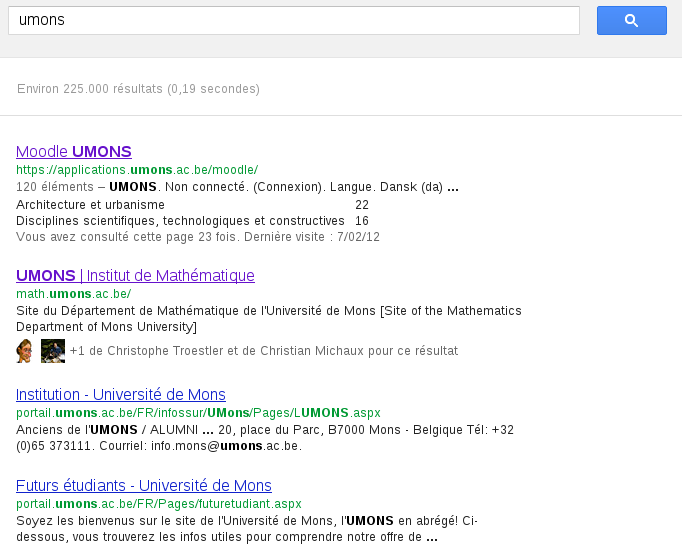 umons
Environ 225.000 résultats (0,19 secondes)
Moodle UMONS
https://applications.umons.ac.be/moodle/
120 éléments – UMONS. Non connecté. (Connexion). Langue. Dansk (da) ...
Architecture et urbanisme 22
Disciplines scientifiques, technologiques et constructives 16
Vous avez consulté cette page 23 fois. Dernière visite : 7/02/12
UMONS | Institut de Mathématique
math.umons.ac.be/
Site du Département de Mathématique de l'Université de Mons [Site of the Mathematics
Department of Mons University]
+1 de Christophe Troestler et de Christian Michaux pour ce résultat
Institution - Université de Mons
portail.umons.ac.be/FR/infossur/UMons/Pages/LUMONS.aspx
Anciens de l'UMONS / ALUMNI ... 20, place du Parc, B7000 Mons - Belgique Tél: +32
(0)65 373111. Courriel: info.mons@umons.ac.be.
Futurs étudiants - Université de Mons
portail.umons.ac.be/FR/Pages/futuretudiant.aspx
Soyez les bienvenus sur le site de l'Université de Mons, l'UMONS en abrégé! Ci-
dessous, vous trouverez les infos utiles pour comprendre notre offre de ...